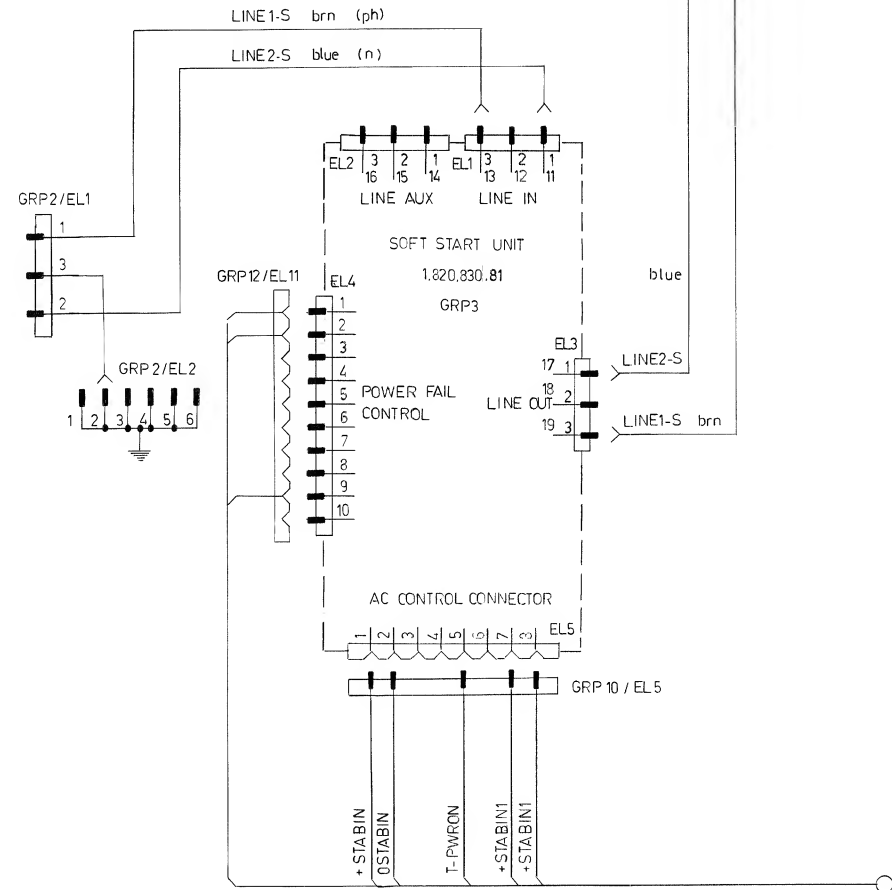 LINE1-S brn (ph)
LINE2-S blue (n)
EL2 3 2 1 EL1 3 2 1
16 15 14 13 12 11
LINE AUX LINE IN
GRP2/EL1
1
3
2
SOFT START UNIT
1,820,830.81
GRP3
blue
GRP12/EL11
EL4
1
2
3
4
5
6
7
8
9
10
POWER FAIL
CONTROL
EL3
17 1 LINE2-S
18
LINE OUT 2
19 3 LINE1-S brn
GRP2/EL2
1 2 3 4 5 6
AC CONTROL CONNECTOR
1 2 3 4 5 6 7 8 EL5
GRP 10 / EL5
+STABIN
0STABIN
T-PWRON
+STABIN1
+STABIN1